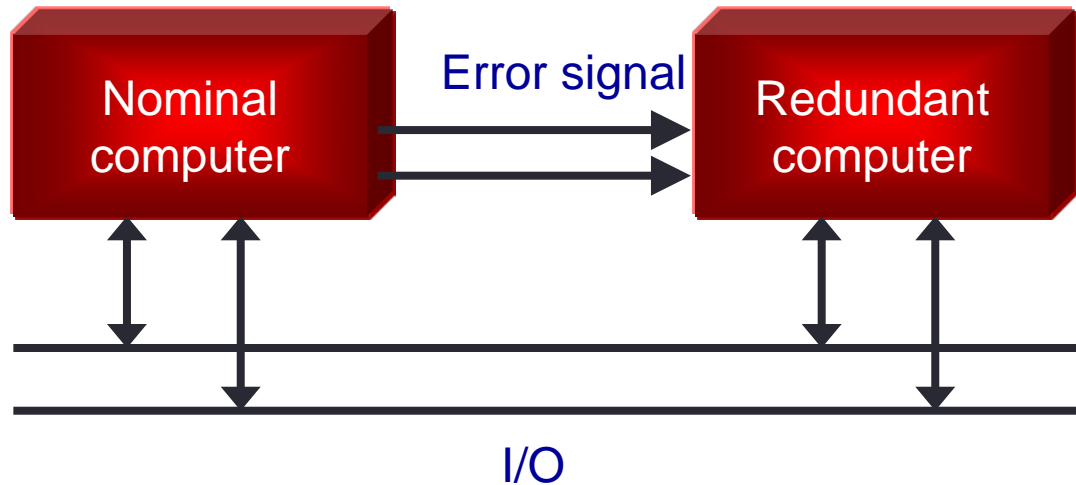 Nominal
computer
Error signal
Redundant
computer
I/O